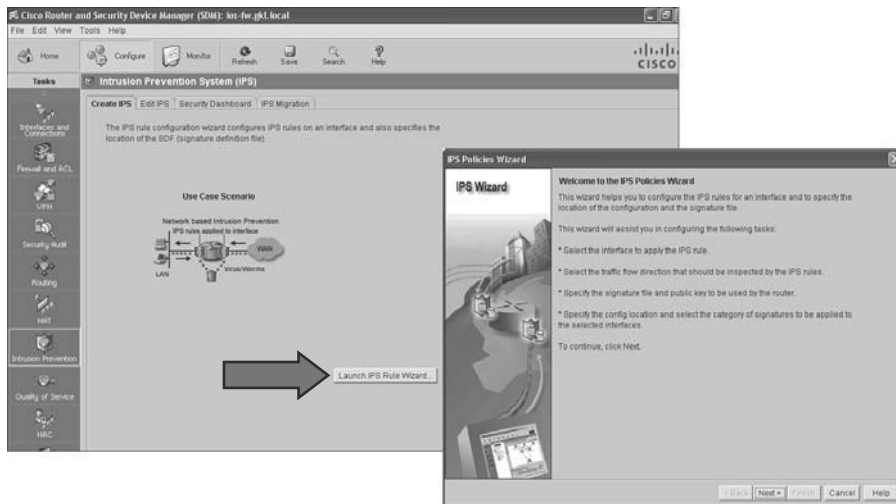 Cisco Router and Security Device Manager (SDM): ios-fw.gkl.local
File Edit View Tools Help
Home Configure Monitor Refresh Save Search Help
CISCO
Tasks
Intrusion Prevention System (IPS)
Create IPS Edit IPS Security Dashboard IPS Migration
The IPS rule configuration wizard configures IPS rules on an interface and also specifies the
location of the SDF (signature definition file).
Interfaces and
Connections
Firewall and ACL
VPN
Security Audit
Routing
NAT
Intrusion Prevention
Quality of Service
NAC
Use Case Scenario
Network based Intrusion Prevention
IPS rules applied to interface
WAN
LAN
Virus/Worms
Launch IPS Rule Wizard...
IPS Policies Wizard
IPS Wizard
Welcome to the IPS Policies Wizard
This wizard helps you to configure the IPS rules for an interface and to specify the
location of the configuration and the signature file.
This wizard will assist you in configuring the following tasks:
* Select the interface to apply the IPS rule.
* Select the traffic flow direction that should be inspected by the IPS rules.
* Specify the signature file and public key to be used by the router.
* Specify the config location and select the category of signatures to be applied to
the selected interfaces.
To continue, click Next.
< Back Next > Finish Cancel Help